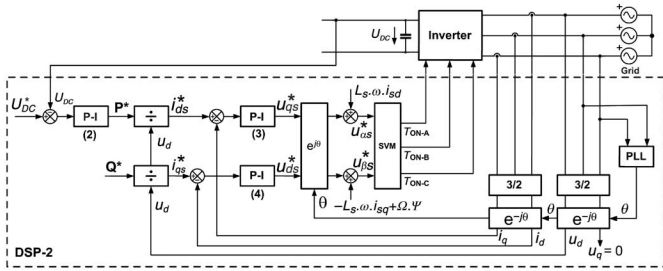 U_DC
Inverter
+
+
+
Grid
U*_DC
U_DC
P-I
(2)
P*
÷
i*_ds
P-I
(3)
u*_qs
L_s.ω.i_sd
u*_αs
e^jθ
SVM
T_ON-A
T_ON-B
T_ON-C
u_d
Q*
÷
i*_qs
P-I
(4)
u*_ds
u*_βs
PLL
3/2
3/2
u_d
θ
−L_s.ω.i_sq+Ω.Ψ
e^−jθ
θ
e^−jθ
θ
i_q
i_d
u_d
u_q = 0
DSP-2